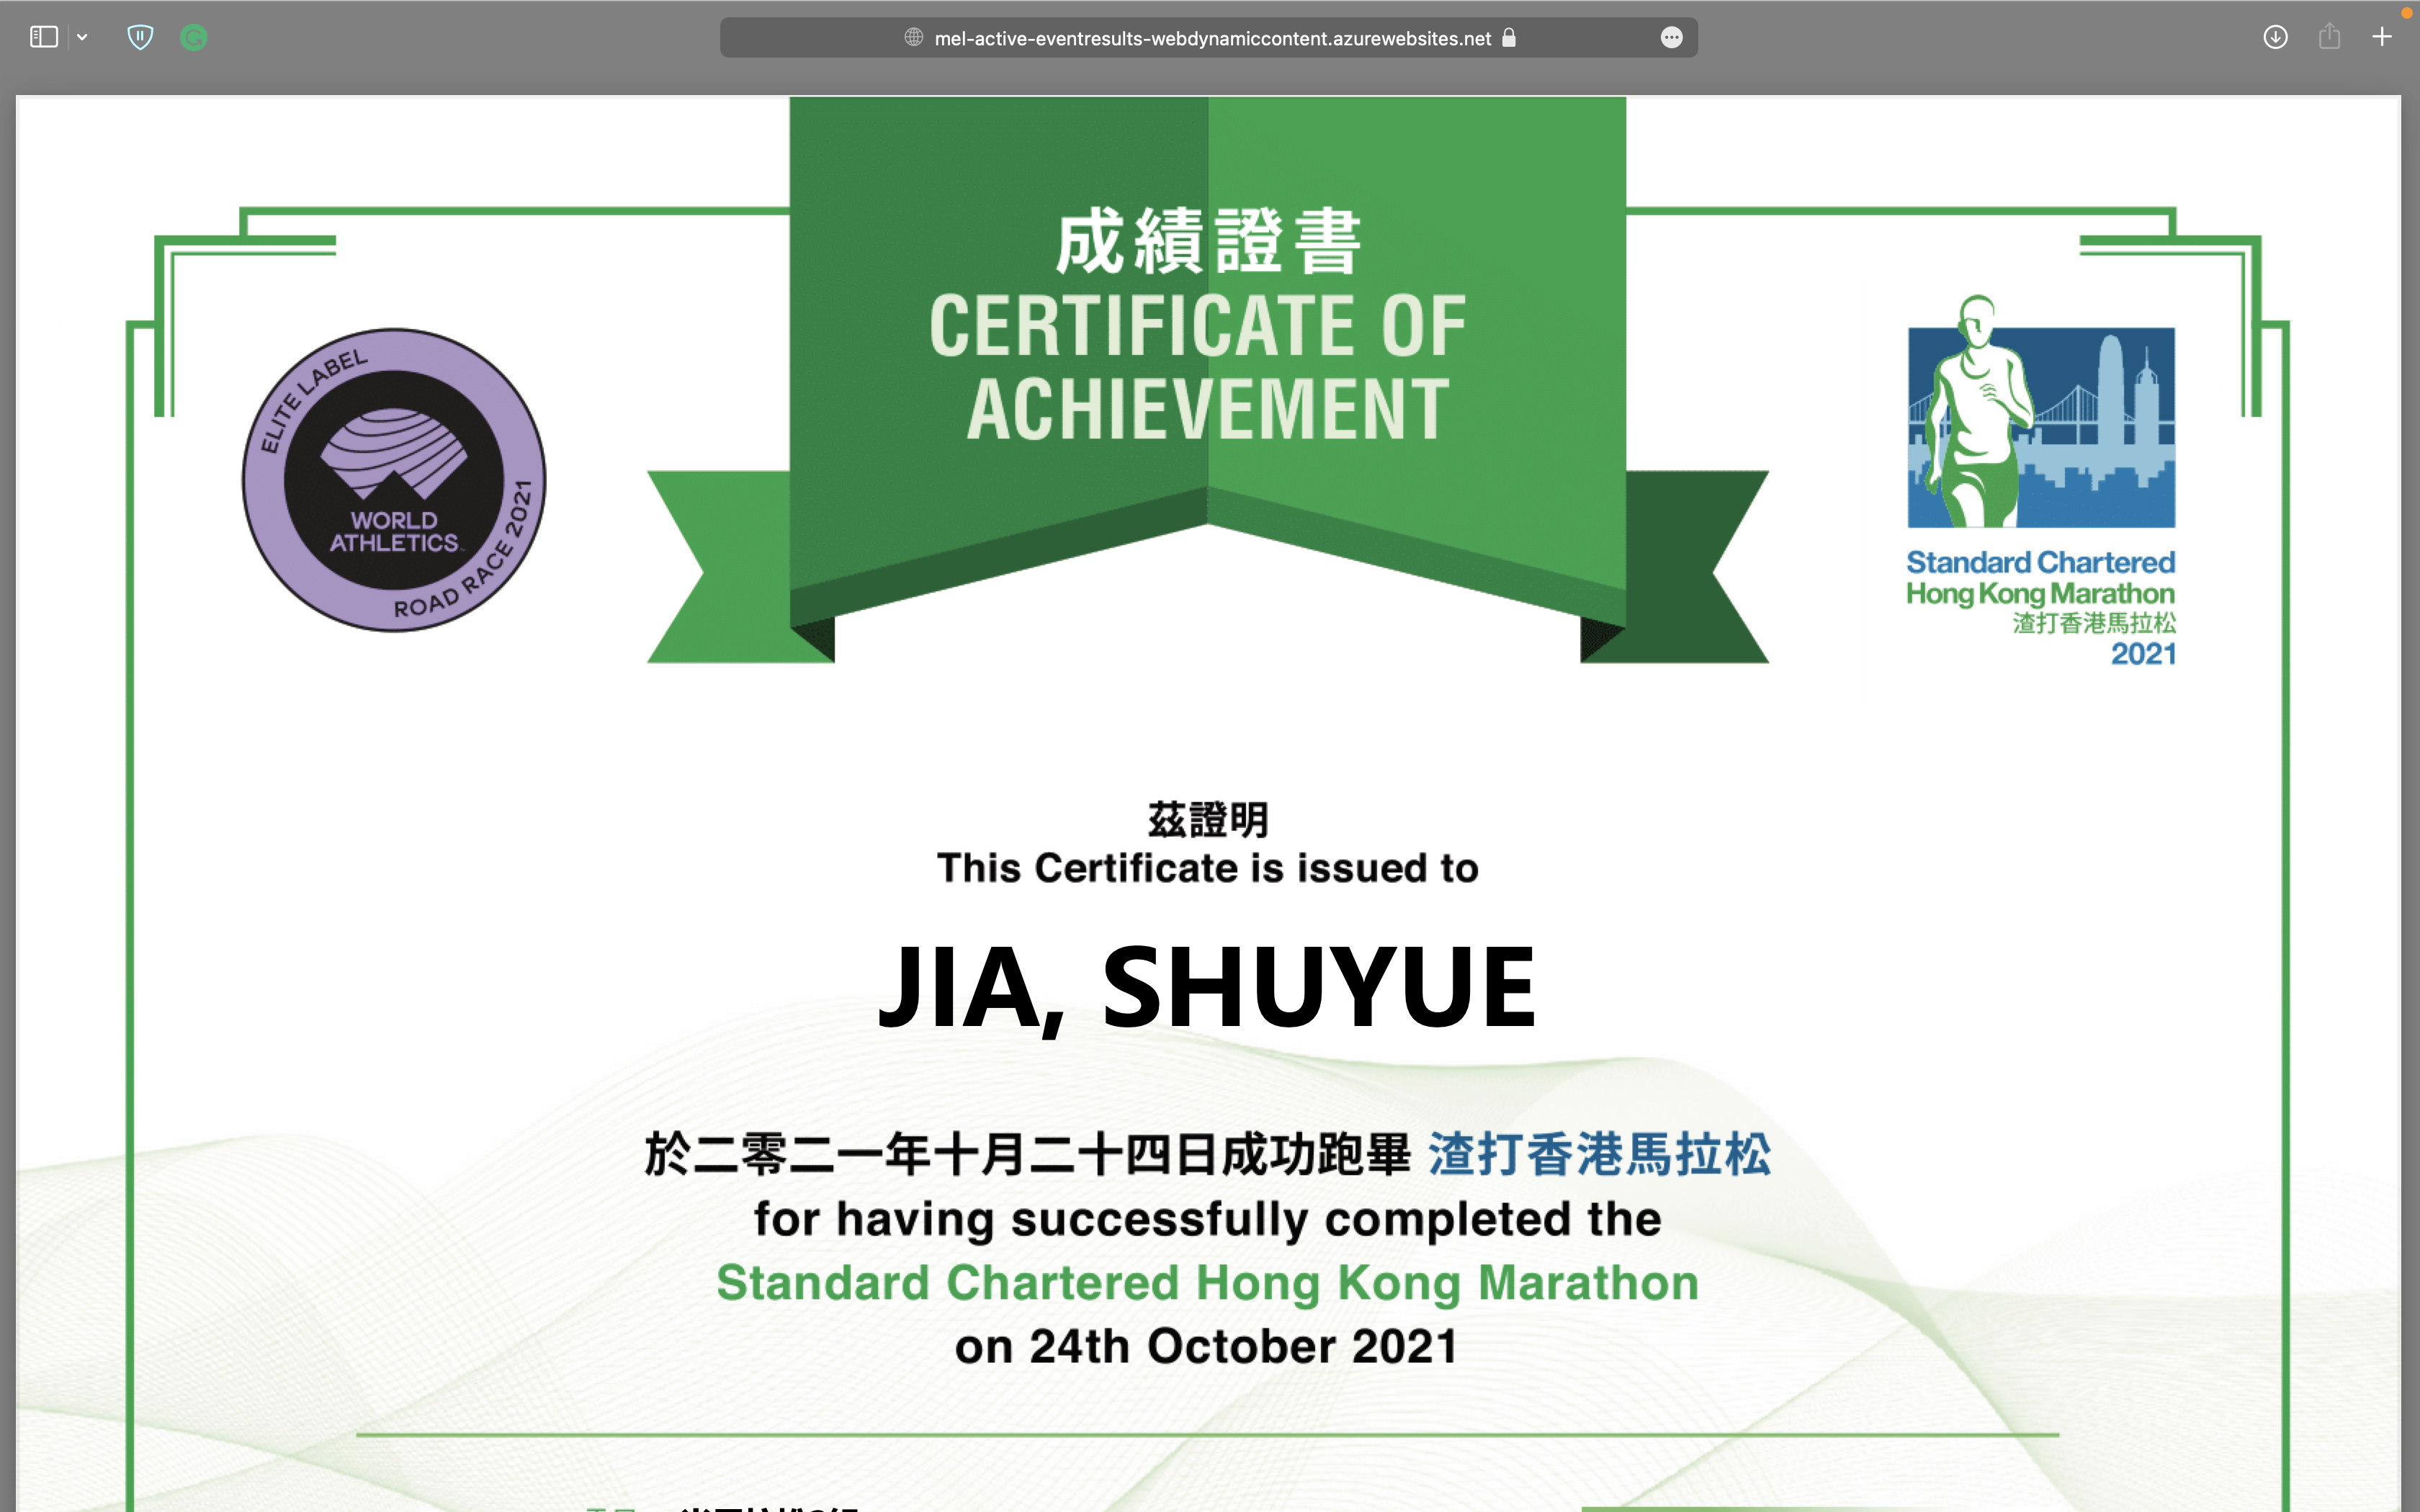 mel-active-eventresults-webdynamiccontent.azurewebsites.net
成績證書
CERTIFICATE OF
ACHIEVEMENT
ELITE LABEL
WORLD
ATHLETICS
ROAD RACE 2021
Standard Chartered
Hong Kong Marathon
渣打香港馬拉松
2021
茲證明
This Certificate is issued to
JIA, SHUYUE
於二零二一年十月二十四日成功跑畢 渣打香港馬拉松
for having successfully completed the
Standard Chartered Hong Kong Marathon
on 24th October 2021